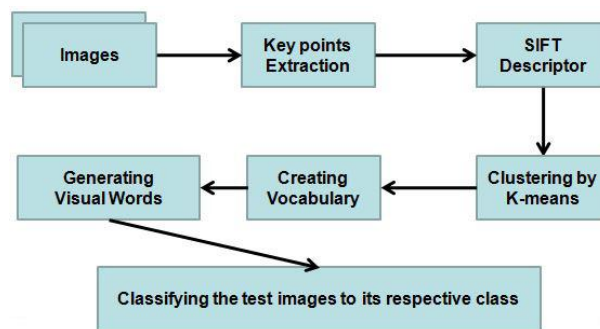 Images
Key points
Extraction
SIFT
Descriptor
Clustering by
K-means
Creating
Vocabulary
Generating
Visual Words
Classifying the test images to its respective class